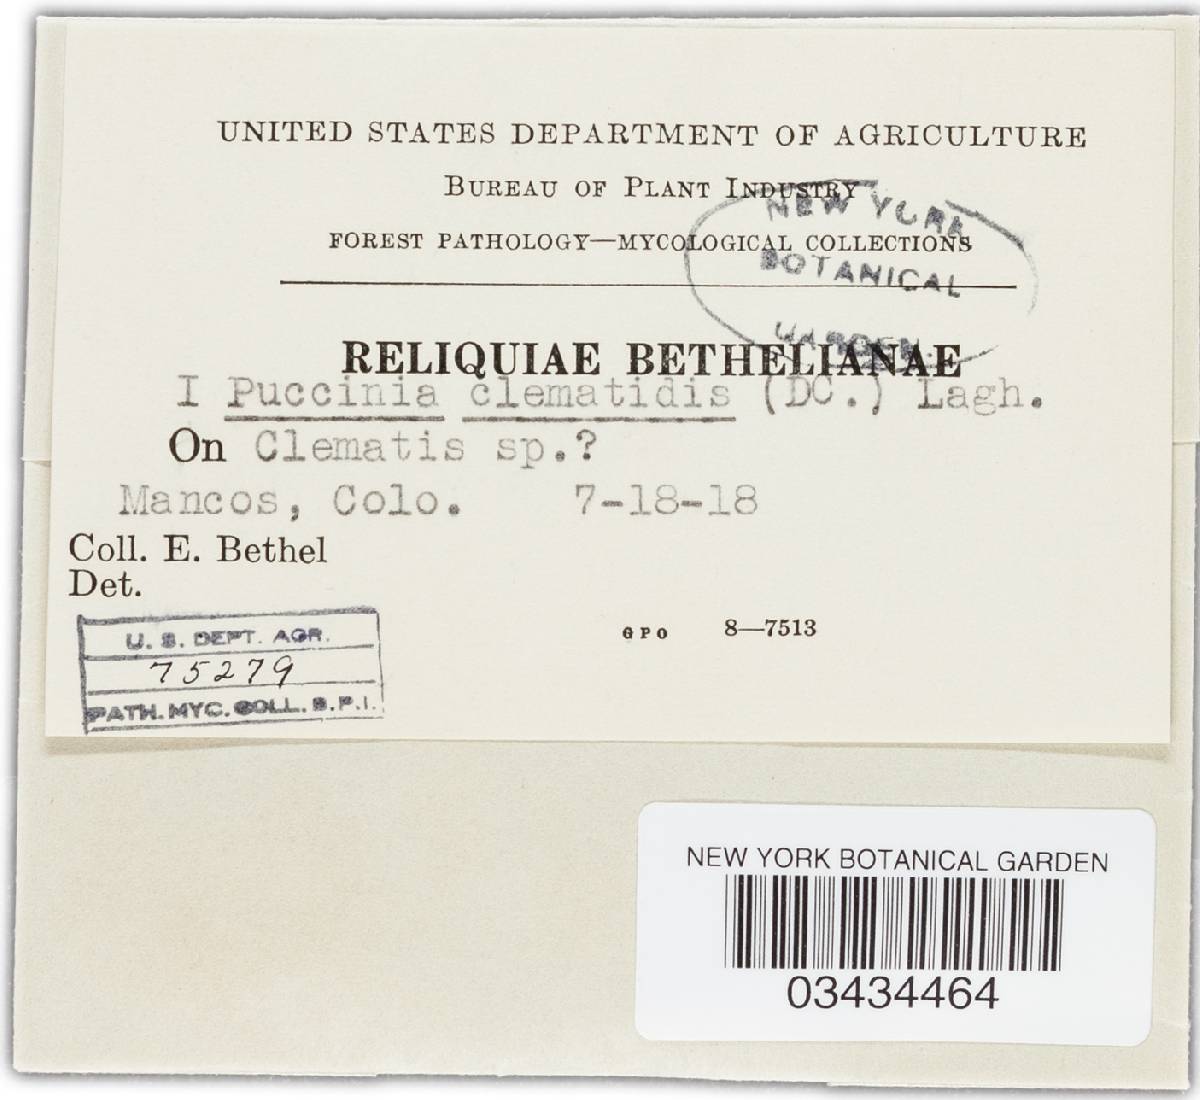 UNITED STATES DEPARTMENT OF AGRICULTURE
BUREAU OF PLANT INDUSTRY
FOREST PATHOLOGY—MYCOLOGICAL COLLECTIONS
NEW YORK
BOTANICAL
GARDEN.
RELIQUIAE BETHELIANAE
I Puccinia clematidis (DC.) Lagh.
On Clematis sp.?
Mancos, Colo. 7-18-18
Coll. E. Bethel
Det.
GPO 8—7513
U. S. DEPT. AGR.
75279
PATH. MYC. COLL. B.P.I.
NEW YORK BOTANICAL GARDEN
03434464